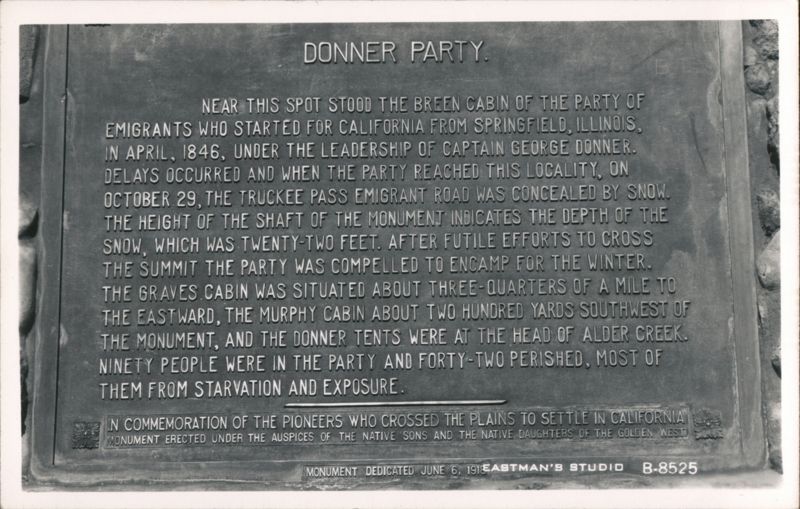 DONNER PARTY.
NEAR THIS SPOT STOOD THE BREEN CABIN OF THE PARTY OF
EMIGRANTS WHO STARTED FOR CALIFORNIA FROM SPRINGFIELD, ILLINOIS,
IN APRIL, 1846, UNDER THE LEADERSHIP OF CAPTAIN GEORGE DONNER.
DELAYS OCCURRED AND WHEN THE PARTY REACHED THIS LOCALITY, ON
OCTOBER 29, THE TRUCKEE PASS EMIGRANT ROAD WAS CONCEALED BY SNOW.
THE HEIGHT OF THE SHAFT OF THE MONUMENT INDICATES THE DEPTH OF THE
SNOW, WHICH WAS TWENTY-TWO FEET. AFTER FUTILE EFFORTS TO CROSS
THE SUMMIT THE PARTY WAS COMPELLED TO ENCAMP FOR THE WINTER.
THE GRAVES CABIN WAS SITUATED ABOUT THREE-QUARTERS OF A MILE TO
THE EASTWARD, THE MURPHY CABIN ABOUT TWO HUNDRED YARDS SOUTHWEST OF
THE MONUMENT, AND THE DONNER TENTS WERE AT THE HEAD OF ALDER CREEK.
NINETY PEOPLE WERE IN THE PARTY AND FORTY-TWO PERISHED, MOST OF
THEM FROM STARVATION AND EXPOSURE.
IN COMMEMORATION OF THE PIONEERS WHO CROSSED THE PLAINS TO SETTLE IN CALIFORNIA
MONUMENT ERECTED UNDER THE AUSPICES OF THE NATIVE SONS AND THE NATIVE DAUGHTERS OF THE GOLDEN WEST
MONUMENT DEDICATED JUNE 6, EASTMAN'S STUDIO B-8525